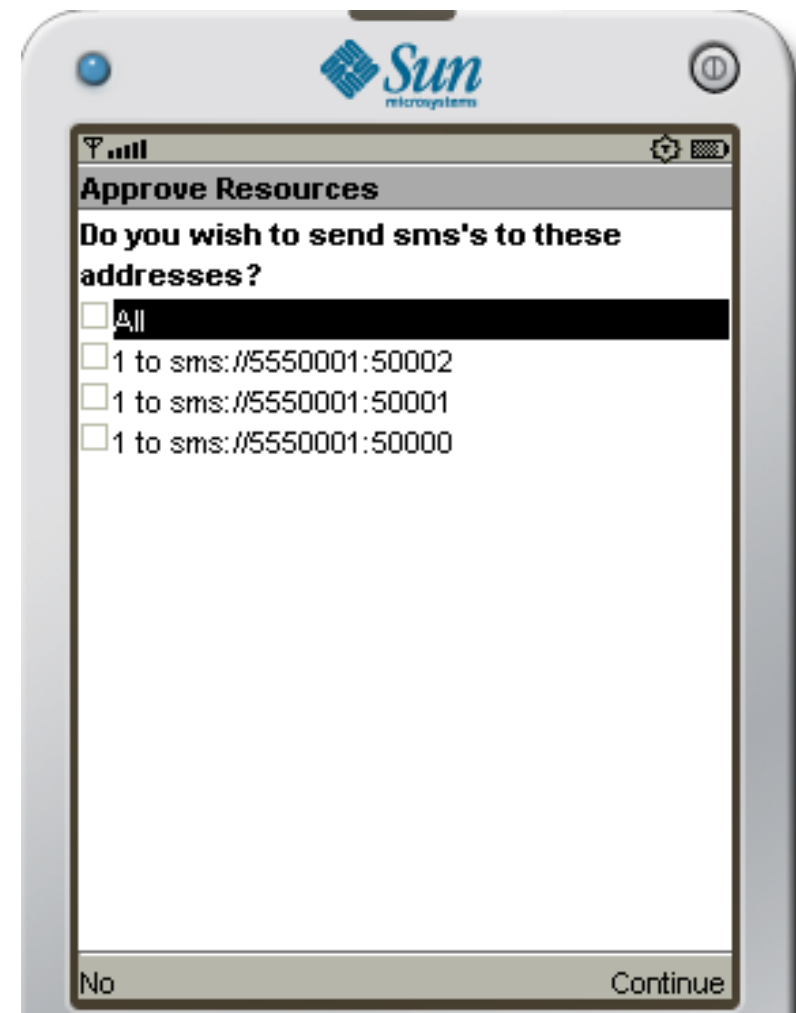 Sun
microsystems
Approve Resources
Do you wish to send sms's to these
addresses?
All
1 to sms://5550001:50002
1 to sms://5550001:50001
1 to sms://5550001:50000
No
Continue